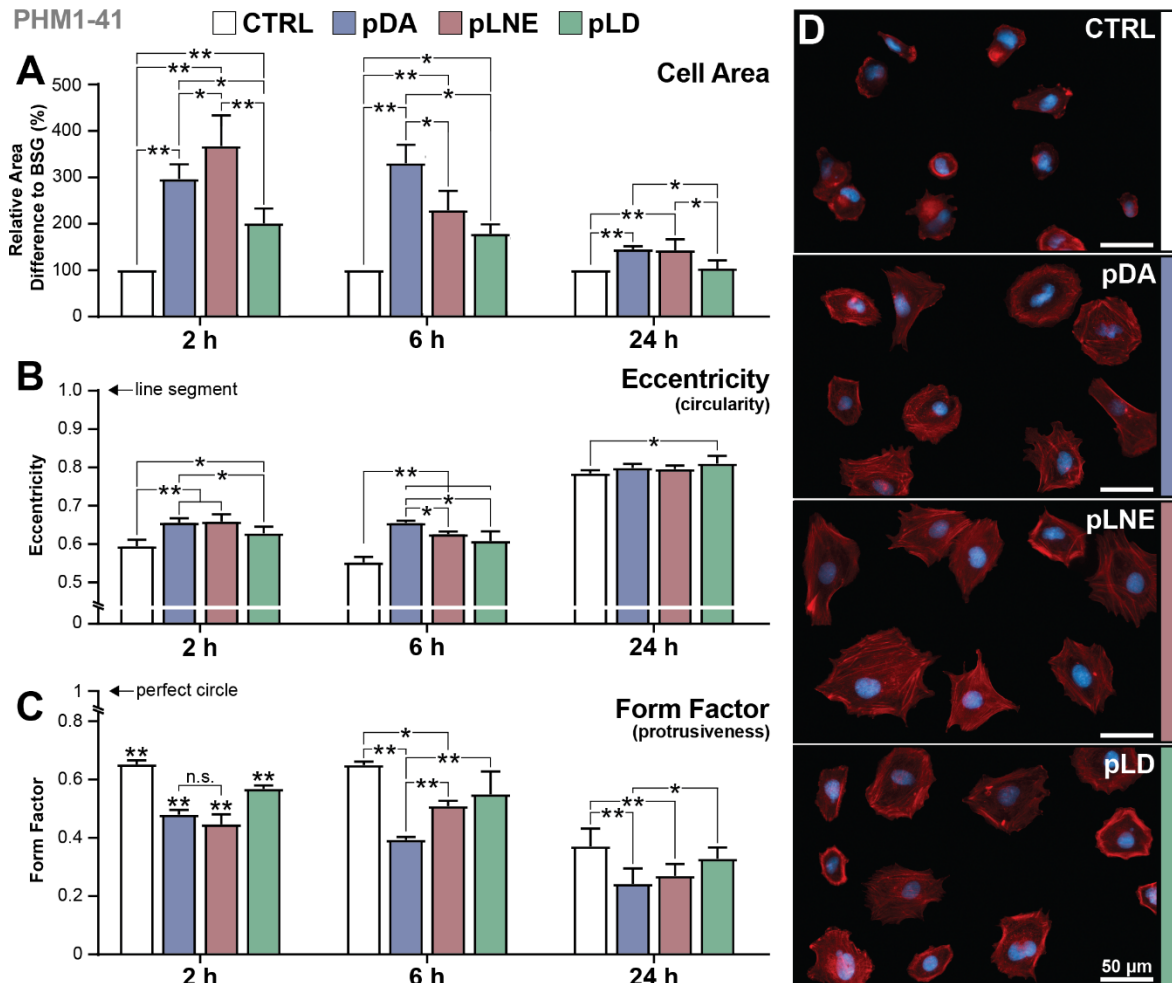 PHM1-41
CTRL pDA pLNE pLD
A
Cell Area
Relative Area
Difference to BSG (%)
500
400
300
200
100
0
** ** ** * * **
** * ** ** * *
** ** * *
2 h 6 h 24 h
B
Eccentricity
(circularity)
line segment
Eccentricity
1.0
0.9
0.8
0.7
0.6
0.5
0
* ** *
** * *
*
2 h 6 h 24 h
C
Form Factor
(protrusiveness)
perfect circle
Form Factor
1
0.8
0.6
0.4
0.2
0
** ** n.s. ** **
* ** ** **
** ** *
2 h 6 h 24 h
D
CTRL
pDA
pLNE
pLD
50 µm